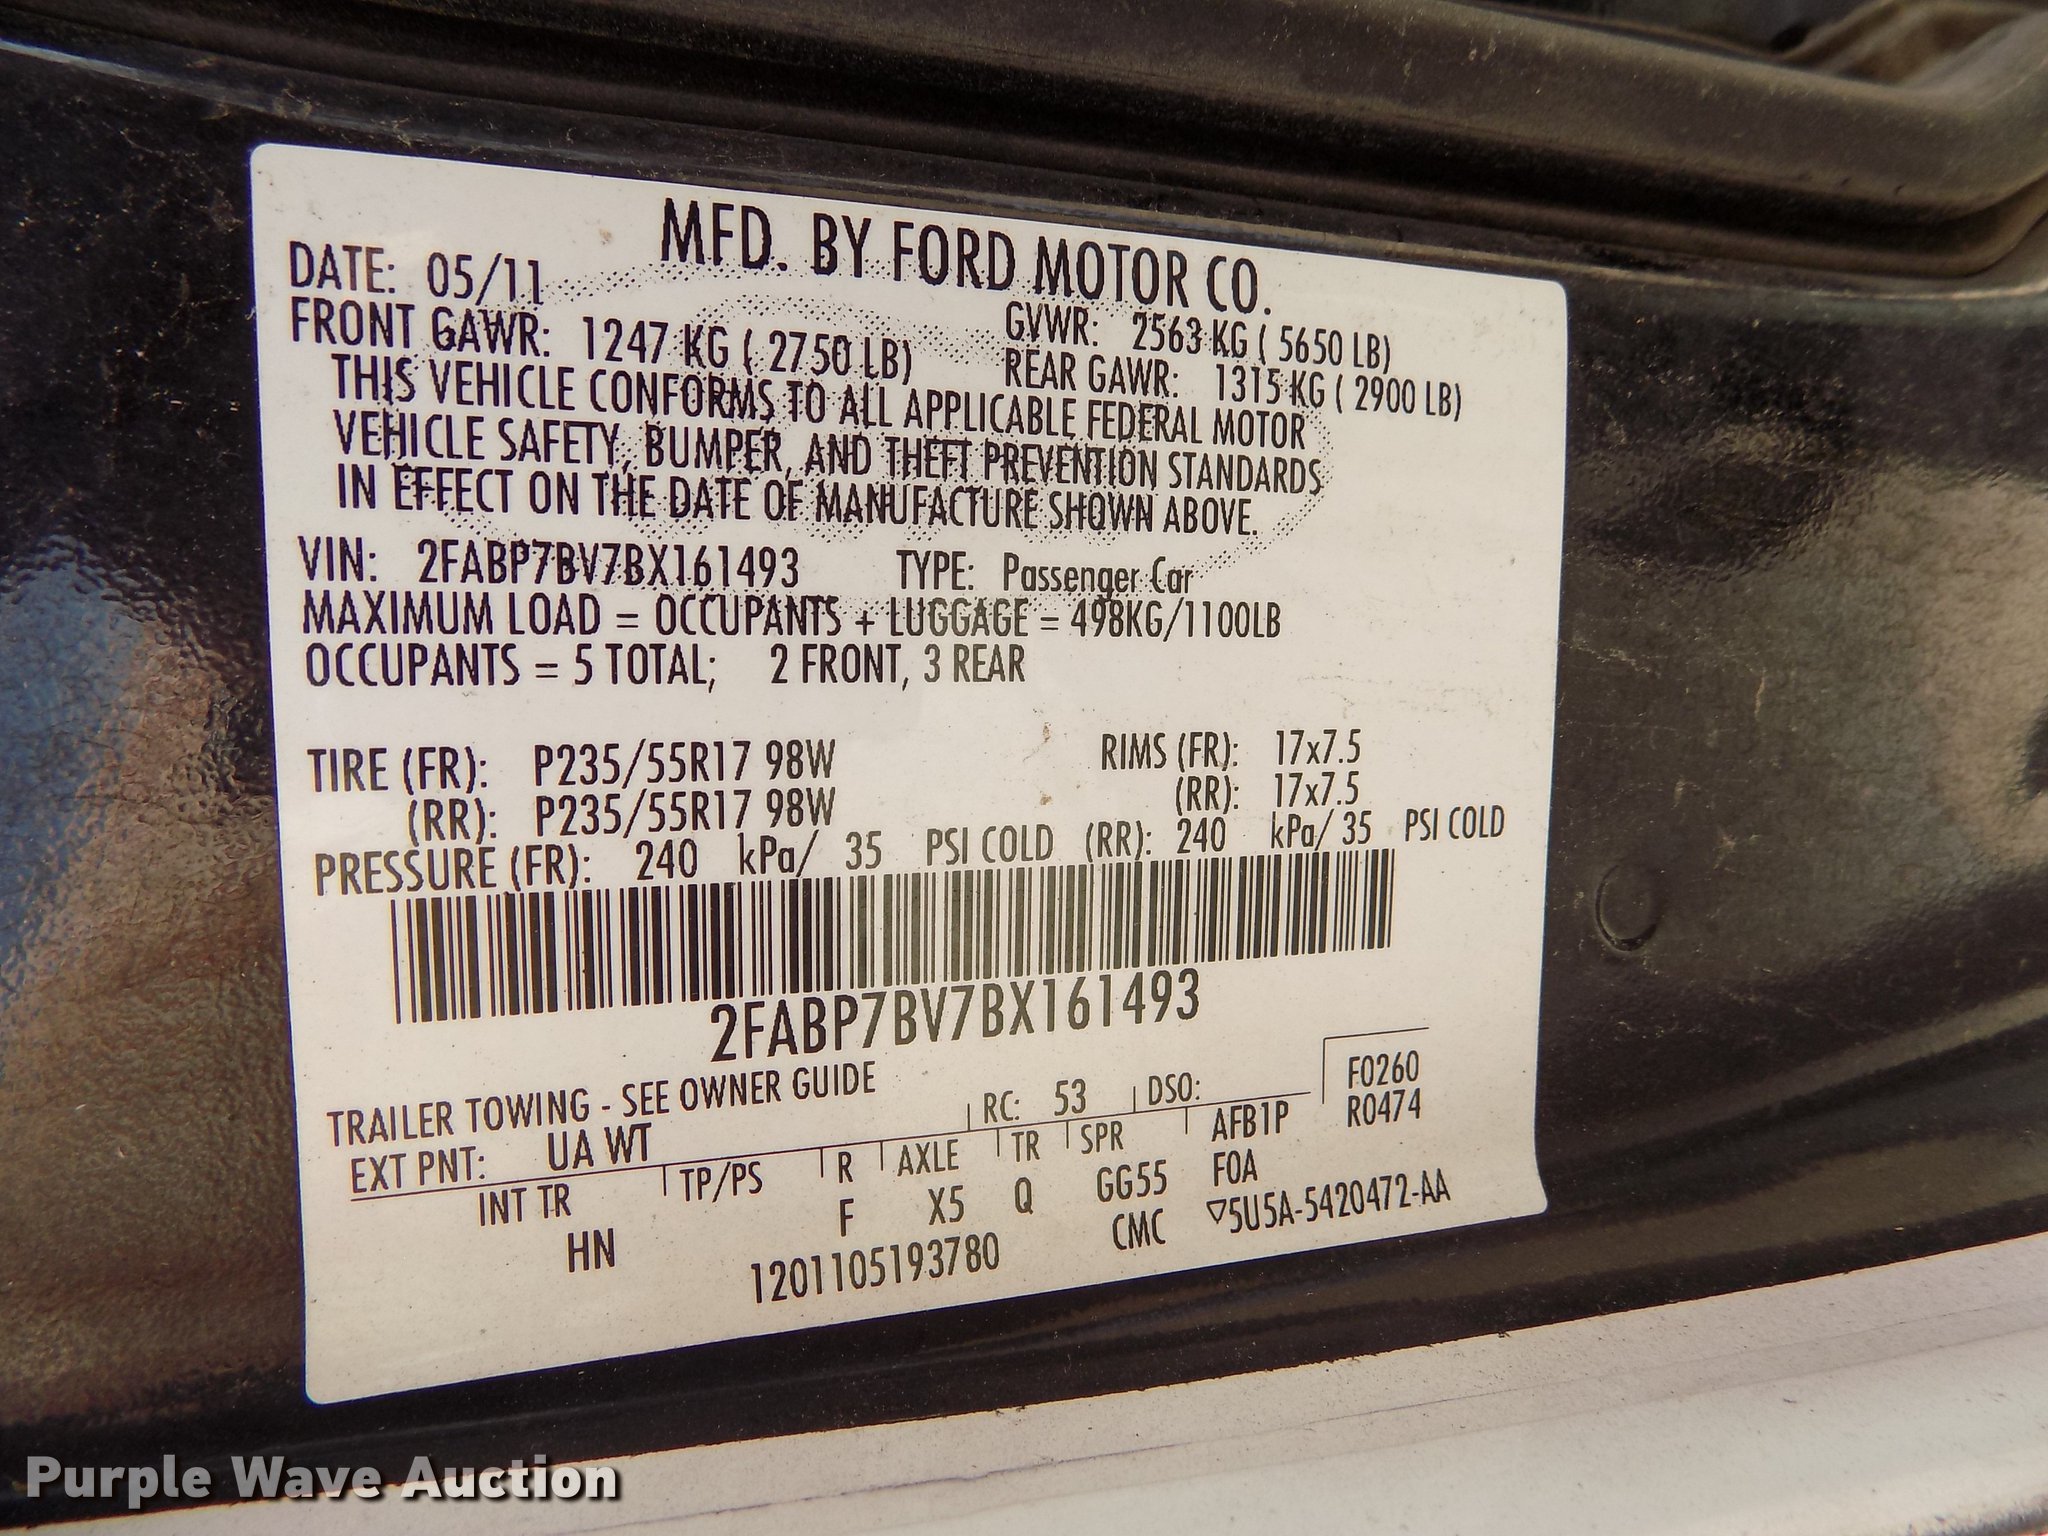 MFD. BY FORD MOTOR CO.
DATE: 05/11 GVWR: 2563 KG ( 5650 LB)
FRONT GAWR: 1247 KG ( 2750 LB) REAR GAWR: 1315 KG ( 2900 LB)
THIS VEHICLE CONFORMS TO ALL APPLICABLE FEDERAL MOTOR
VEHICLE SAFETY, BUMPER, AND THEFT PREVENTION STANDARDS
IN EFFECT ON THE DATE OF MANUFACTURE SHOWN ABOVE.
VIN: 2FABP7BV7BX161493 TYPE: Passenger Car
MAXIMUM LOAD = OCCUPANTS + LUGGAGE = 498KG/1100LB
OCCUPANTS = 5 TOTAL; 2 FRONT, 3 REAR
TIRE (FR): P235/55R17 98W RIMS (FR): 17x7.5
(RR): P235/55R17 98W (RR): 17x7.5
PRESSURE (FR): 240 kPa/ 35 PSI COLD (RR): 240 kPa/ 35 PSI COLD
2FABP7BV7BX161493
TRAILER TOWING - SEE OWNER GUIDE F0260
EXT PNT: UA WT RC: 53 DSO: R0474
INT TR TP/PS R AXLE TR SPR AFB1P
HN F X5 Q GG55 FOA
1201105193780 CMC ▽5U5A-5420472-AA
Purple Wave Auction